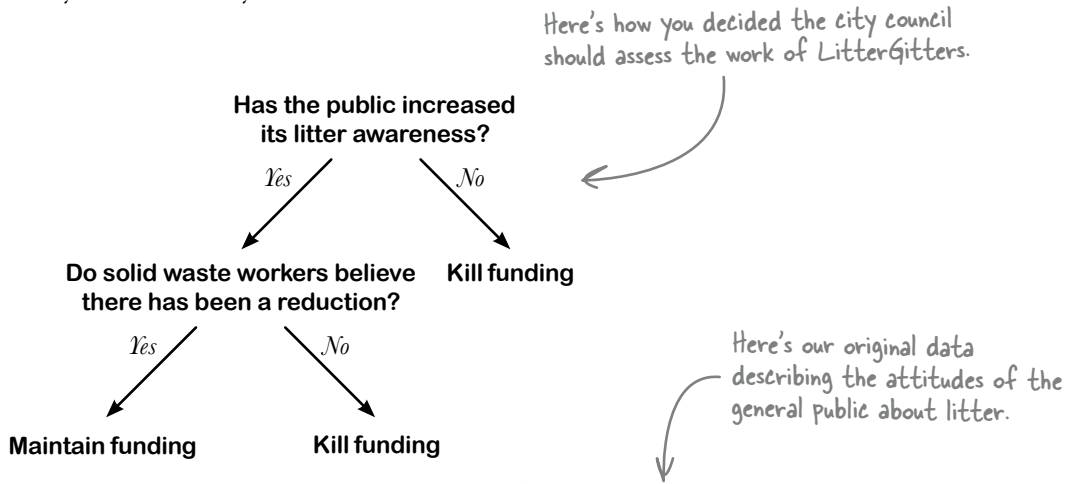 Here's how you decided the city council
should assess the work of LitterGitters.
Has the public increased
its litter awareness?
Yes
No
Do solid waste workers believe
there has been a reduction?
Kill funding
Yes
No
Here's our original data
describing the attitudes of the
general public about litter.
Maintain funding
Kill funding